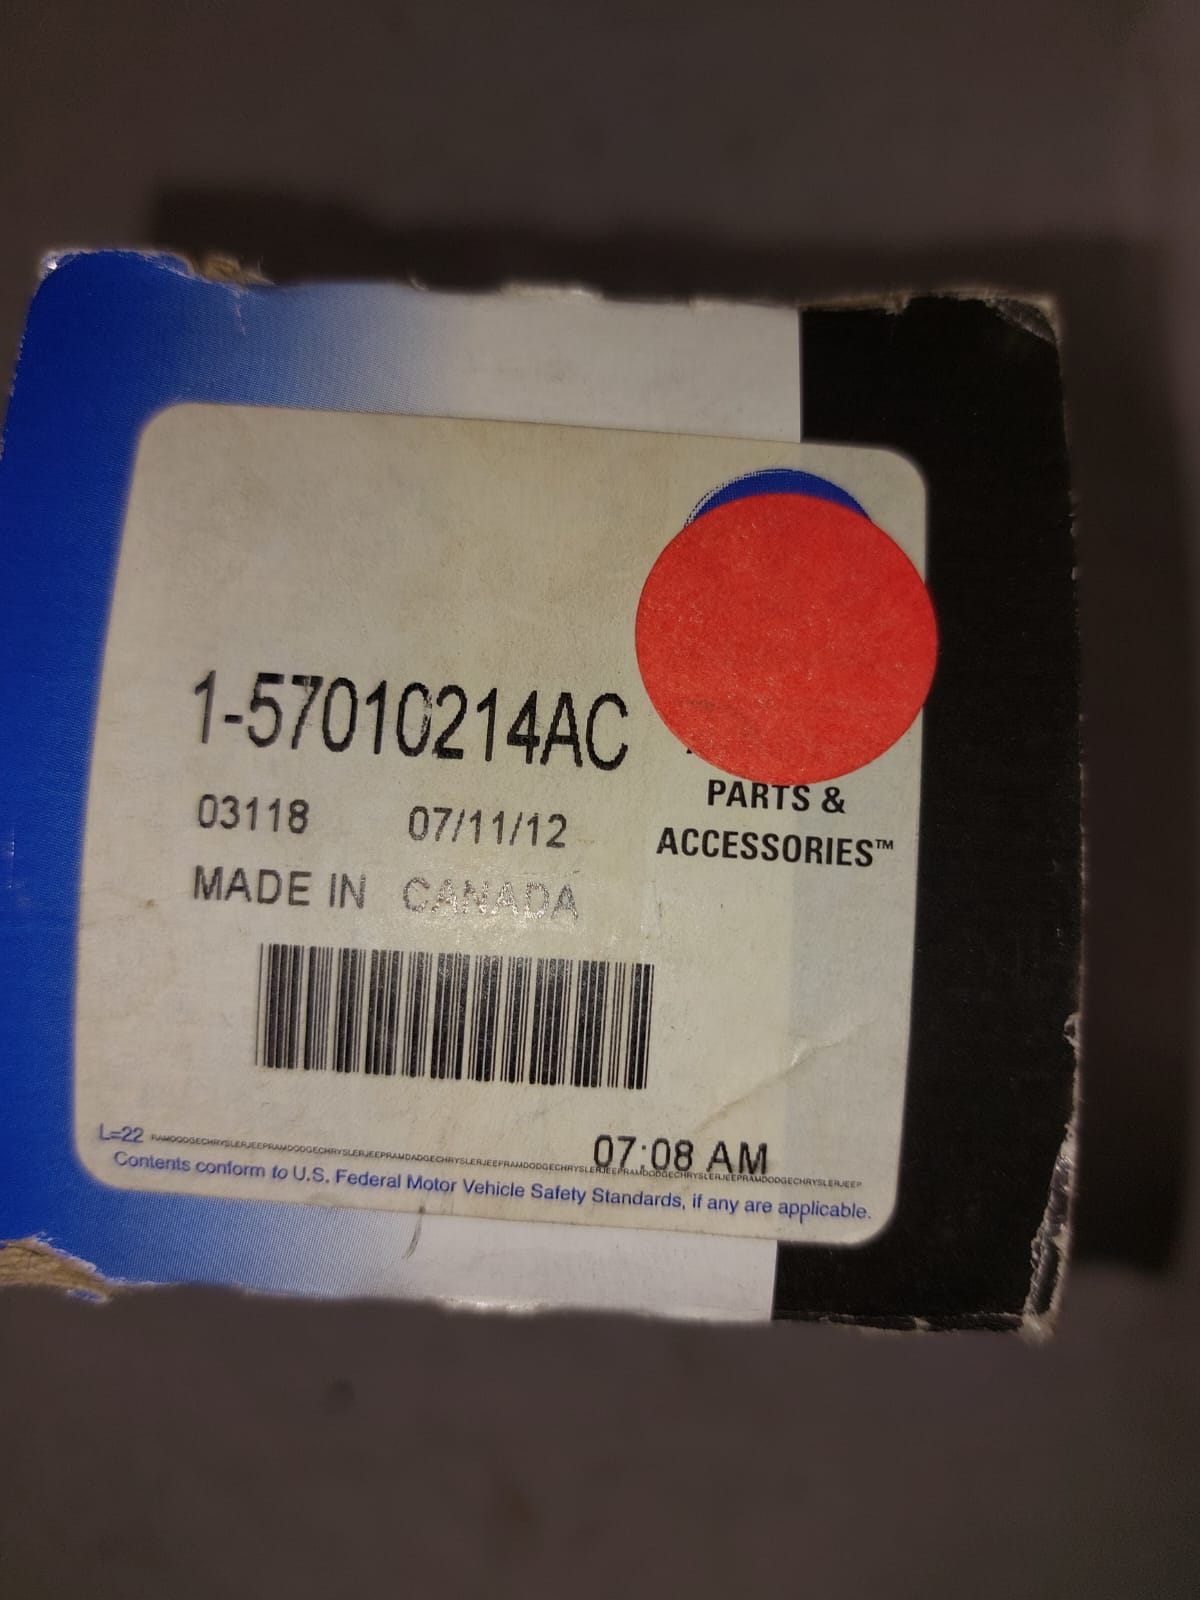 1-57010214AC
03118 07/11/12
MADE IN CANADA
PARTS &
ACCESSORIES™
07:08 AM
L=22 RAMDODGECHRYSLERJEEPRAMDODGECHRYSLERJEEPRAMDADGECHRYSLERJEEPRAMDODGECHRYSLERJEEPRAMDODGECHRYSLERJEEPRAMDODGECHRYSLERJEEP
Contents conform to U.S. Federal Motor Vehicle Safety Standards, if any are applicable.